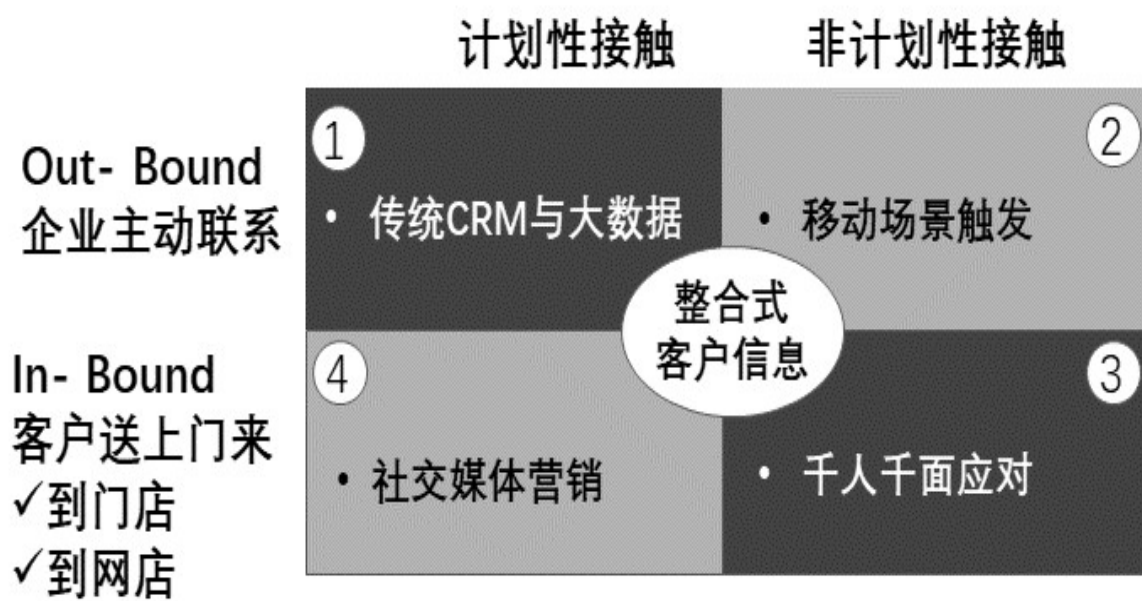 计划性接触
非计划性接触
Out- Bound
企业主动联系
①
• 传统CRM与大数据
②
• 移动场景触发
整合式
客户信息
In- Bound
客户送上门来
✓到门店
✓到网店
④
• 社交媒体营销
③
• 千人千面应对